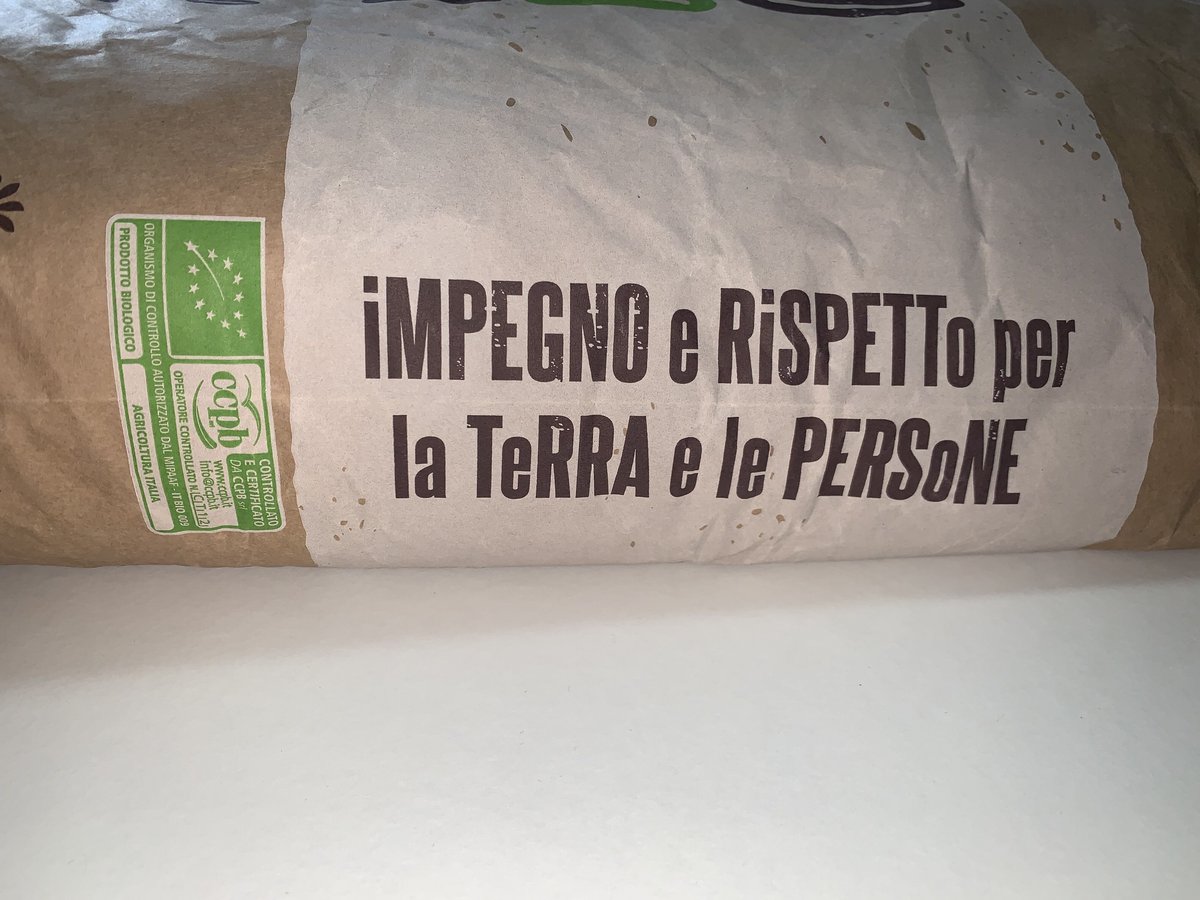 iMPEGNO e RiSPETTo per
la TeRRA e le PERSoNE
CONTROLLATO
E CERTIFICATO
DA CCPB srl
www.ccpb.it
info@ccpb.it
ccpb
OPERATORE CONTROLLATO N.
ORGANISMO DI CONTROLLO AUTORIZZATO DAL MIPAAF - IT BIO 009
PRODOTTO BIOLOGICO
AGRICOLTURA ITALIA